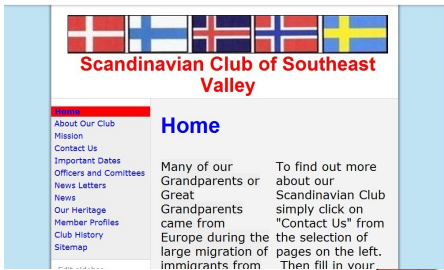 Scandinavian Club of Southeast
Valley
Home
About Our Club
Mission
Contact Us
Important Dates
Officers and Comittees
News Letters
News
Our Heritage
Member Profiles
Club History
Sitemap
Edit sidebar
Home
Many of our
Grandparents or
Great
Grandparents
came from
Europe during the
large migration of
immigrants from
To find out more
about our
Scandinavian Club
simply click on
"Contact Us" from
the selection of
pages on the left.
Then fill in your